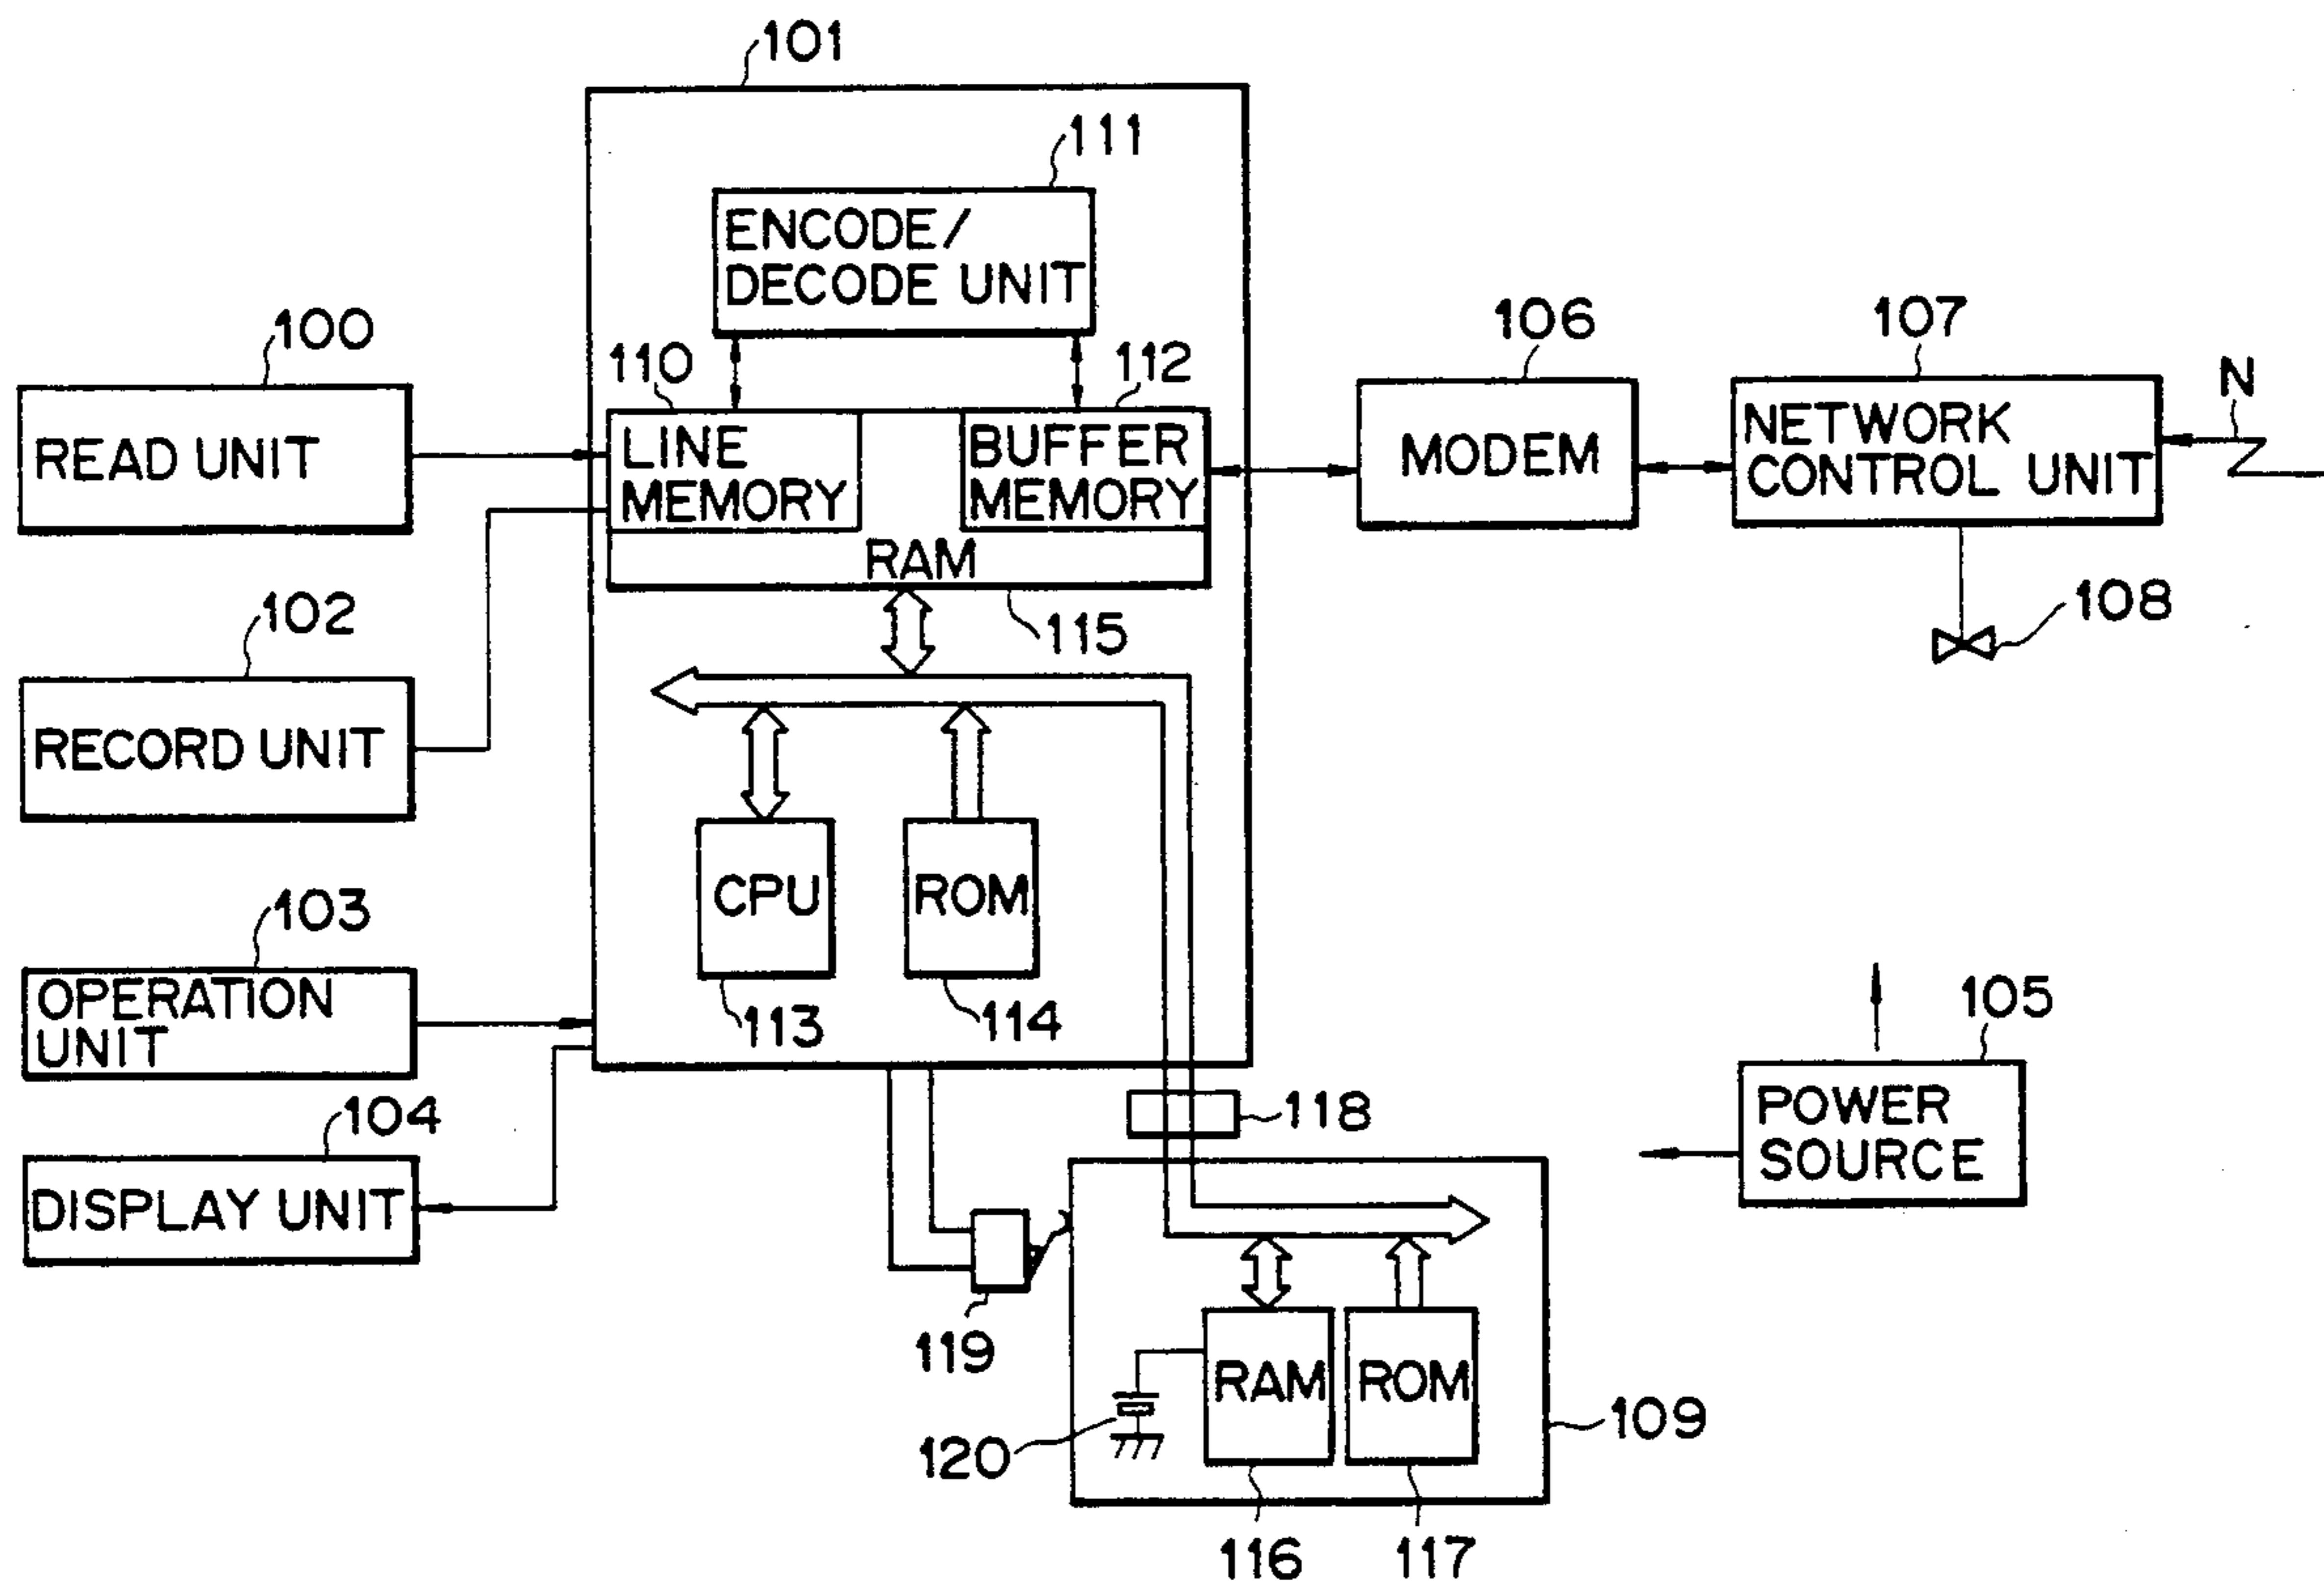 101
111
ENCODE/
DECODE UNIT
100
110
112
106
107
N
READ UNIT
LINE
MEMORY
BUFFER
MEMORY
RAM
MODEM
NETWORK
CONTROL UNIT
102
115
108
RECORD UNIT
CPU
ROM
103
113
114
105
OPERATION
UNIT
104
118
POWER
SOURCE
DISPLAY UNIT
119
RAM
ROM
109
120
116
117